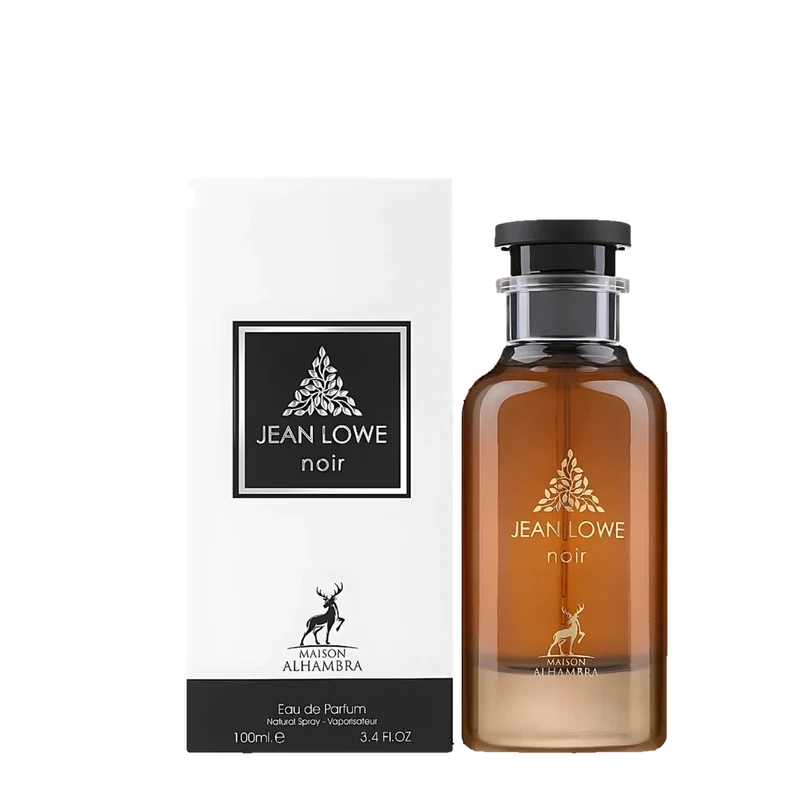 JEAN LOWE
noir
MAISON
ALHAMBRA
Eau de Parfum
Natural Spray - Vaporisateur
100ml.e 3.4 Fl.OZ
JEAN LOWE
noir
MAISON
ALHAMBRA